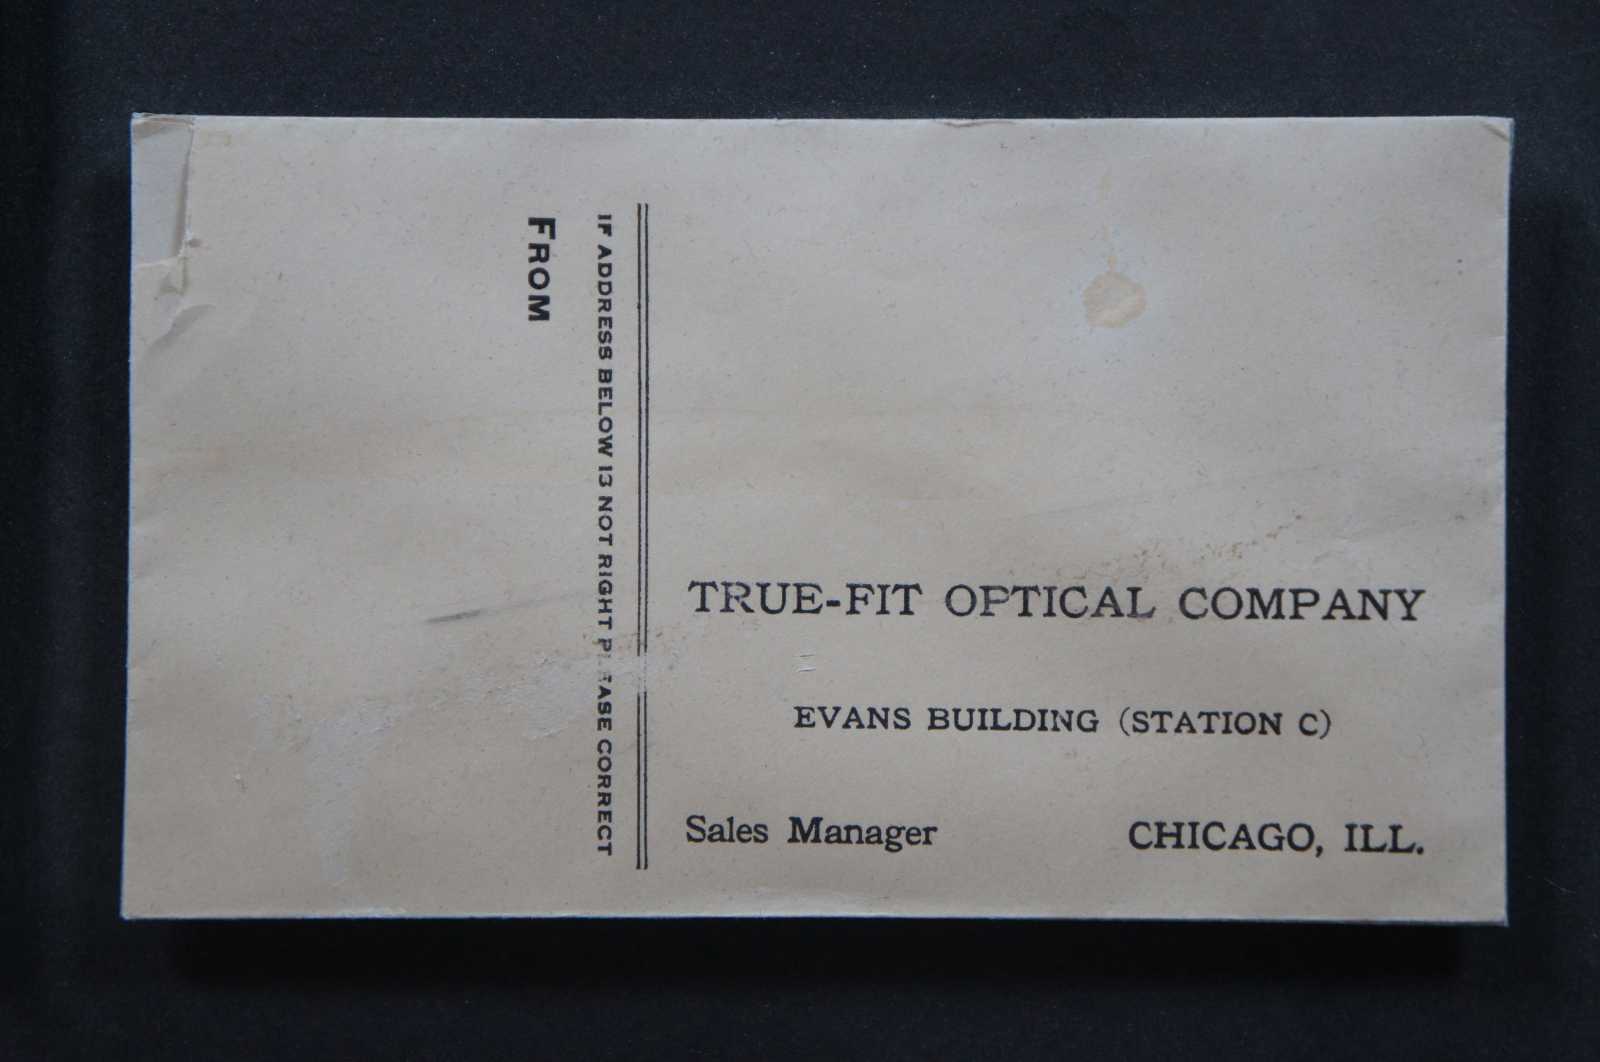 FROM
IF ADDRESS BELOW IS NOT RIGHT PLEASE CORRECT
TRUE-FIT OPTICAL COMPANY
EVANS BUILDING (STATION C)
Sales Manager CHICAGO, ILL.